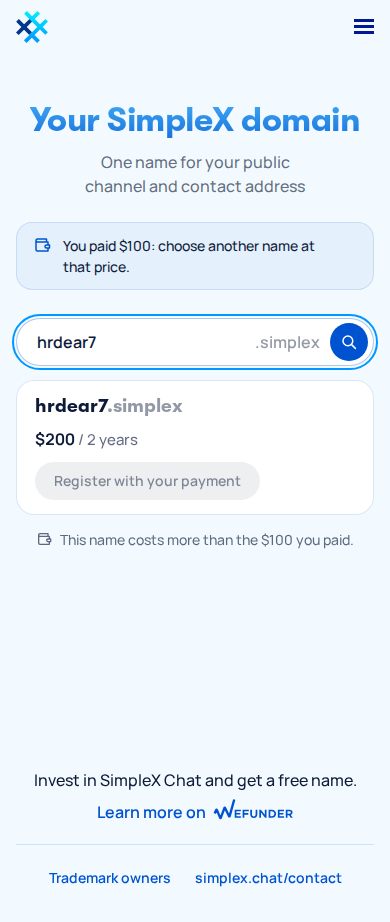 Your SimpleX domain
One name for your public
channel and contact address
You paid $100: choose another name at
that price.
hrdear7 .simplex
hrdear7.simplex
$200 / 2 years
Register with your payment
This name costs more than the $100 you paid.
Invest in SimpleX Chat and get a free name.
Learn more on WEFUNDER
Trademark owners simplex.chat/contact